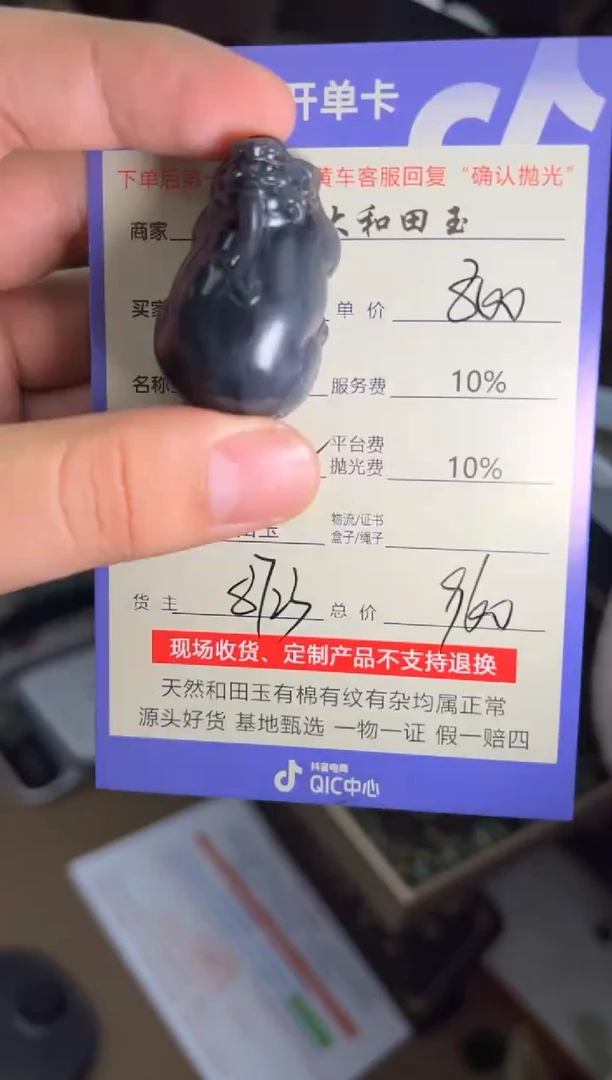 开单卡
下单后第一 黄车客服回复“确认抛光”
商家 大和田玉
买家 单价
名称 服务费 10%
平台费
抛光费 10%
田玉 物流/证书
盒子/绳子
货主 总价
现场收货、定制产品不支持退换
天然和田玉有棉有纹有杂均属正常
源头好货 基地甄选 一物一证 假一赔四
抖音电商
QIC中心